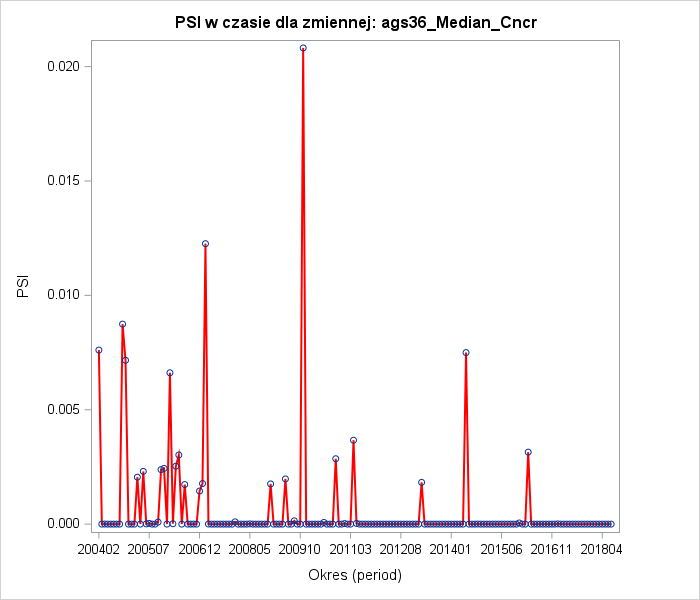 PSI w czasie dla zmiennej: ags36_Median_Cncr
0.020
0.015
0.010
0.005
0.000
PSI
200402 200507 200612 200805 200910 201103 201208 201401 201506 201611 201804
Okres (period)